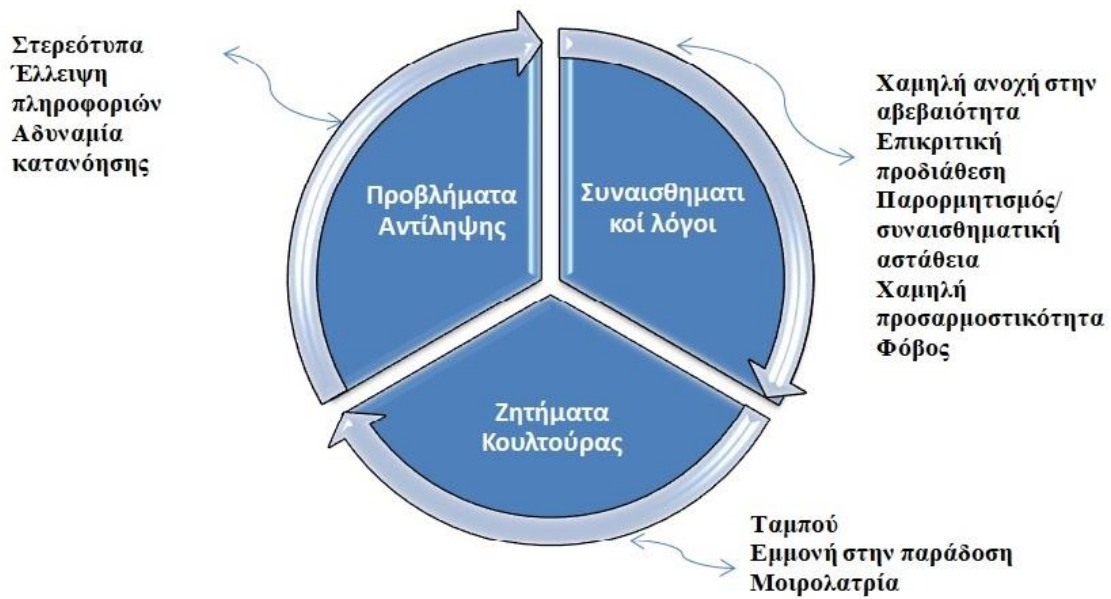 Στερεότυπα
Έλλειψη
πληροφοριών
Αδυναμία
κατανόησης
Προβλήματα
Αντίληψης
Συναισθηματι
κοί λόγοι
Χαμηλή ανοχή στην
αβεβαιότητα
Επικριτική
προδιάθεση
Παρορμητισμός/
συναισθηματική
αστάθεια
Χαμηλή
προσαρμοστικότητα
Φόβος
Ζητήματα
Κουλτούρας
Ταμπού
Εμμονή στην παράδοση
Μοιρολατρία